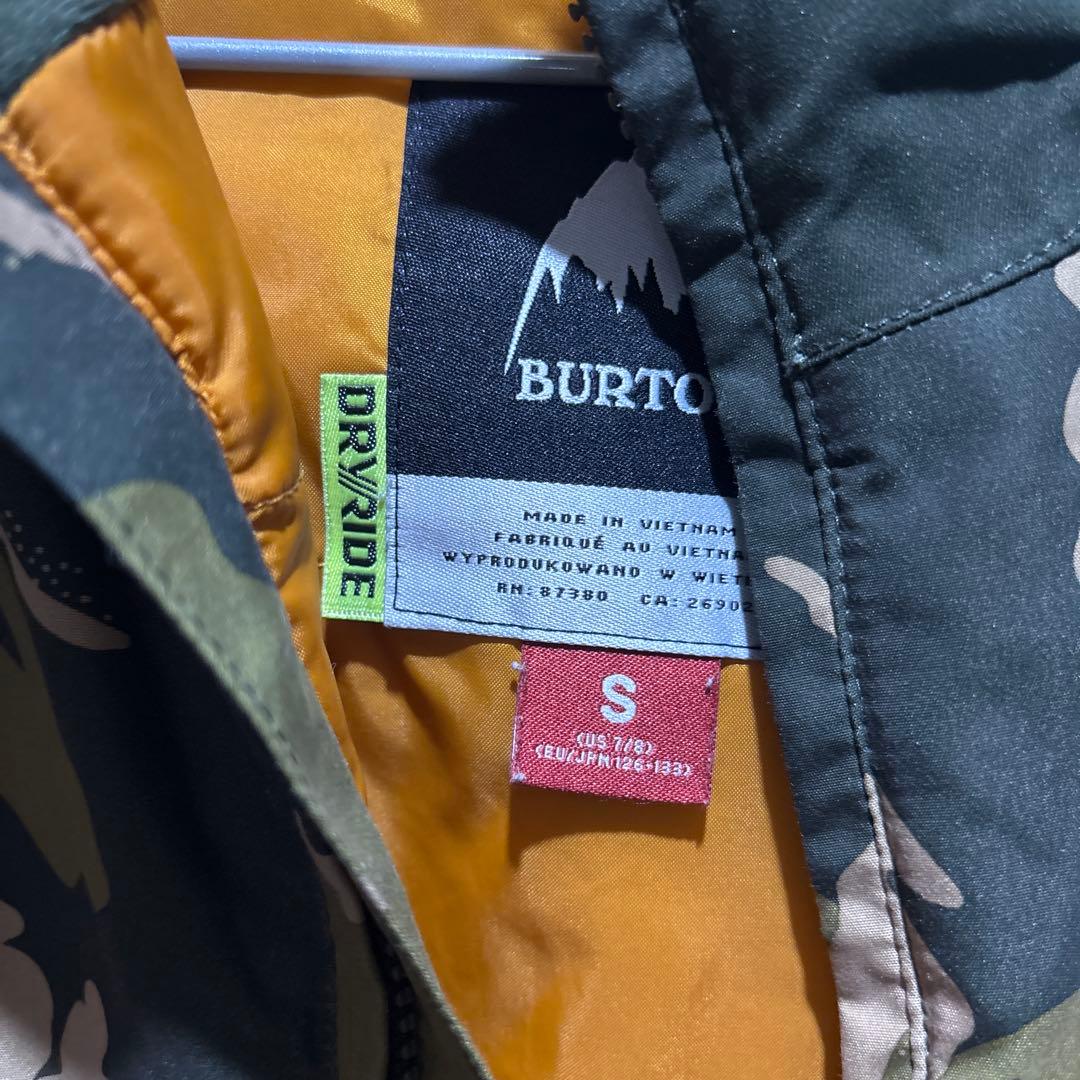 BURTO
DRY//RIDE
MADE IN VIETNAM
FABRIQUÉ AU VIETNA
WYPRODUKOWANO W WIET
RN: 87380 CA: 26902
S
(US 7/8)
(EU/JPN 126-133)